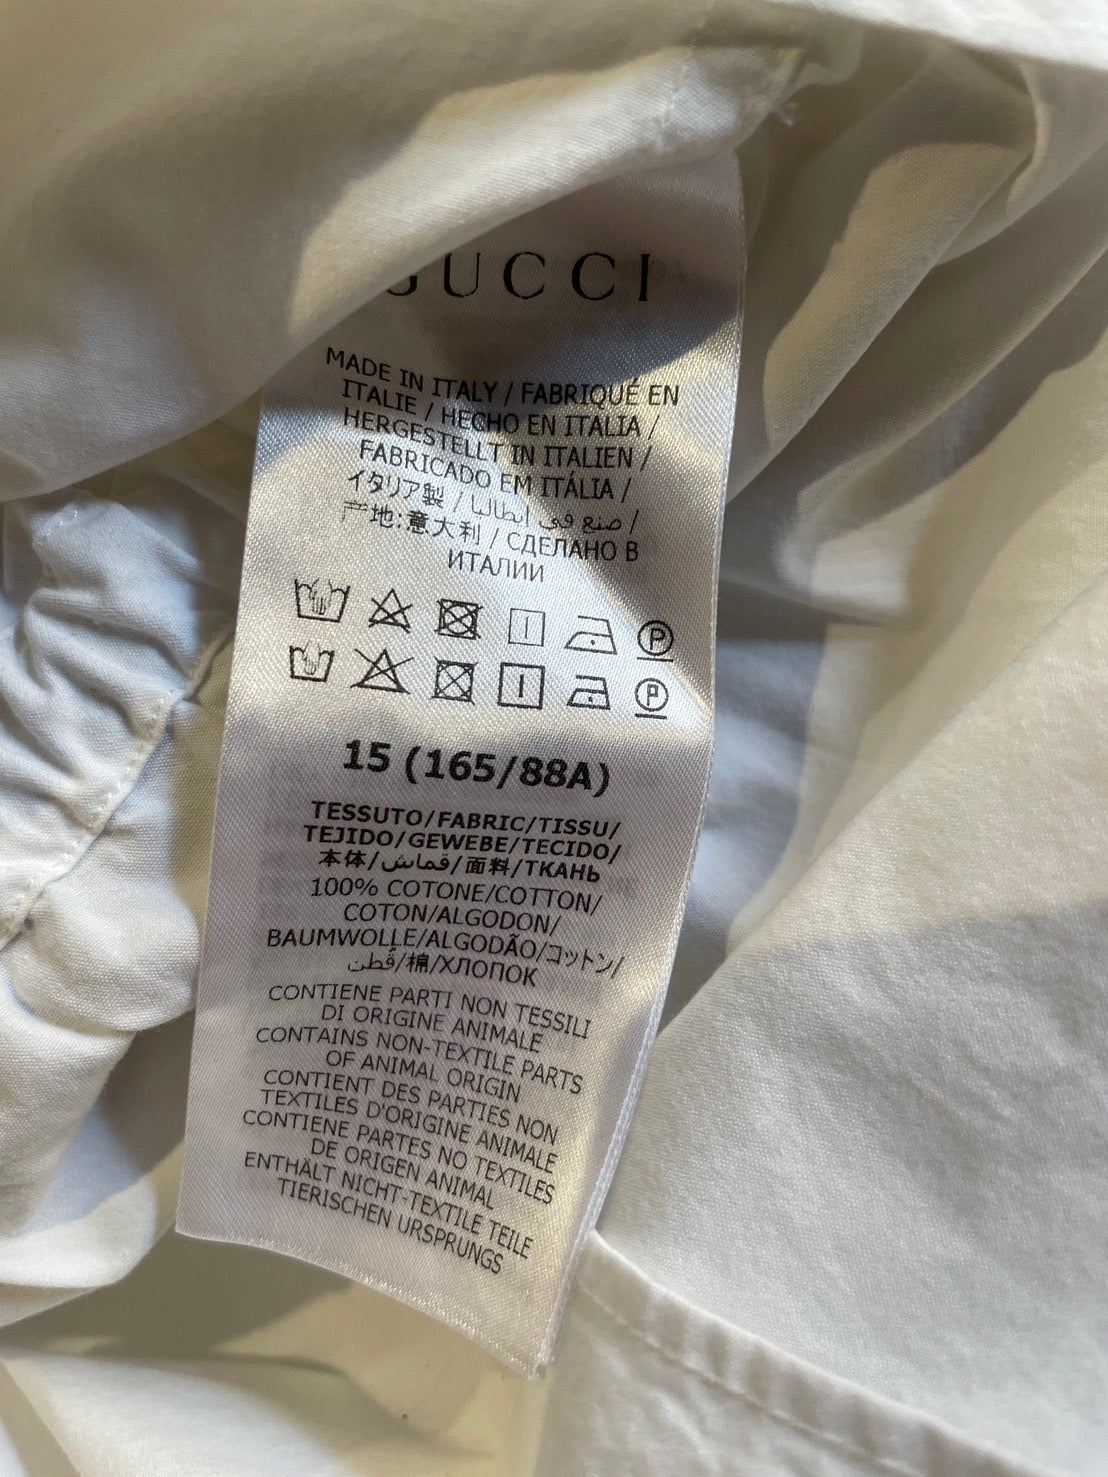 GUCCI
MADE IN ITALY / FABRIQUÉ EN
ITALIE / HECHO EN ITALIA /
HERGESTELLT IN ITALIEN /
FABRICADO EM ITÁLIA /
イタリア製 / صنع في ايطاليا /
产地:意大利 / СДЕЛАНО В
ИТАЛИИ
P
P
15 (165/88A)
TESSUTO/FABRIC/TISSU/
TEJIDO/GEWEBE/TECIDO/
本体/قماش/面料/ТКАНЬ
100% COTONE/COTTON/
COTON/ALGODON/
BAUMWOLLE/ALGODÃO/コットン/
قُطن/棉/ХЛОПОК
CONTIENE PARTI NON TESSILI
DI ORIGINE ANIMALE
CONTAINS NON-TEXTILE PARTS
OF ANIMAL ORIGIN
CONTIENT DES PARTIES NON
TEXTILES D'ORIGINE ANIMALE
CONTIENE PARTES NO TEXTILES
DE ORIGEN ANIMAL
ENTHÄLT NICHT-TEXTILE TEILE
TIERISCHEN URSPRUNGS